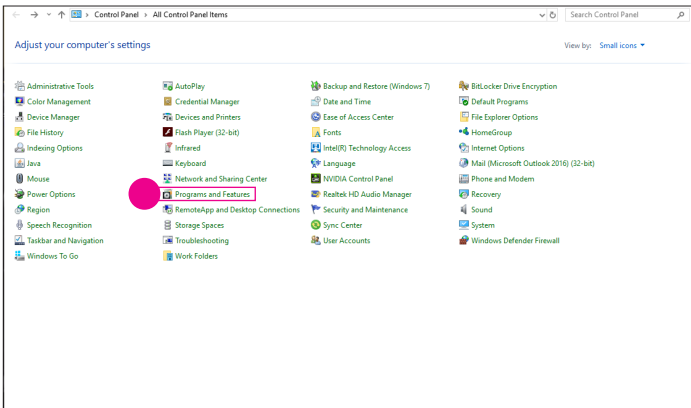 Control Panel > All Control Panel Items
Search Control Panel
Adjust your computer's settings
View by: Small icons
Administrative Tools
AutoPlay
Backup and Restore (Windows 7)
BitLocker Drive Encryption
Color Management
Credential Manager
Date and Time
Default Programs
Device Manager
Devices and Printers
Ease of Access Center
File Explorer Options
File History
Flash Player (32-bit)
Fonts
HomeGroup
Indexing Options
Infrared
Intel(R) Technology Access
Internet Options
Java
Keyboard
Language
Mail (Microsoft Outlook 2016) (32-bit)
Mouse
Network and Sharing Center
NVIDIA Control Panel
Phone and Modem
Power Options
Programs and Features
Realtek HD Audio Manager
Recovery
Region
RemoteApp and Desktop Connections
Security and Maintenance
Sound
Speech Recognition
Storage Spaces
Sync Center
System
Taskbar and Navigation
Troubleshooting
User Accounts
Windows Defender Firewall
Windows To Go
Work Folders